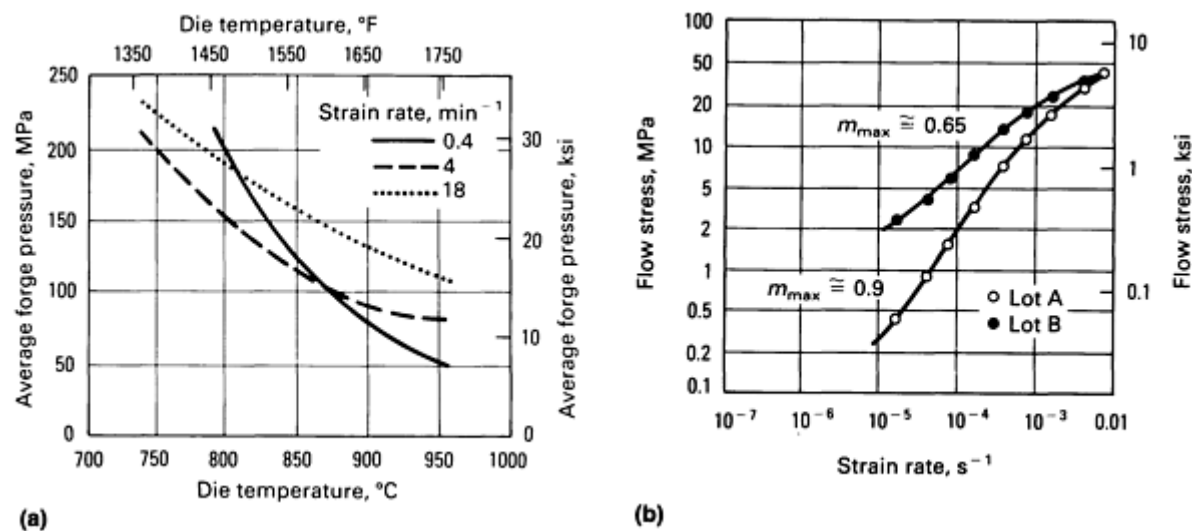 Die temperature, °F
1350 1450 1550 1650 1750
250
200
150
100
50
0
Average forge pressure, MPa
Strain rate, min⁻¹
0.4
4
18
30
20
10
0
Average forge pressure, ksi
700 750 800 850 900 950 1000
Die temperature, °C
(a)
100
50
20
10
5
2
1
0.5
0.2
0.1
Flow stress, MPa
m max ≅ 0.65
m max ≅ 0.9
Lot A
Lot B
10
1
0.1
Flow stress, ksi
10⁻⁷ 10⁻⁶ 10⁻⁵ 10⁻⁴ 10⁻³ 0.01
Strain rate, s⁻¹
(b)